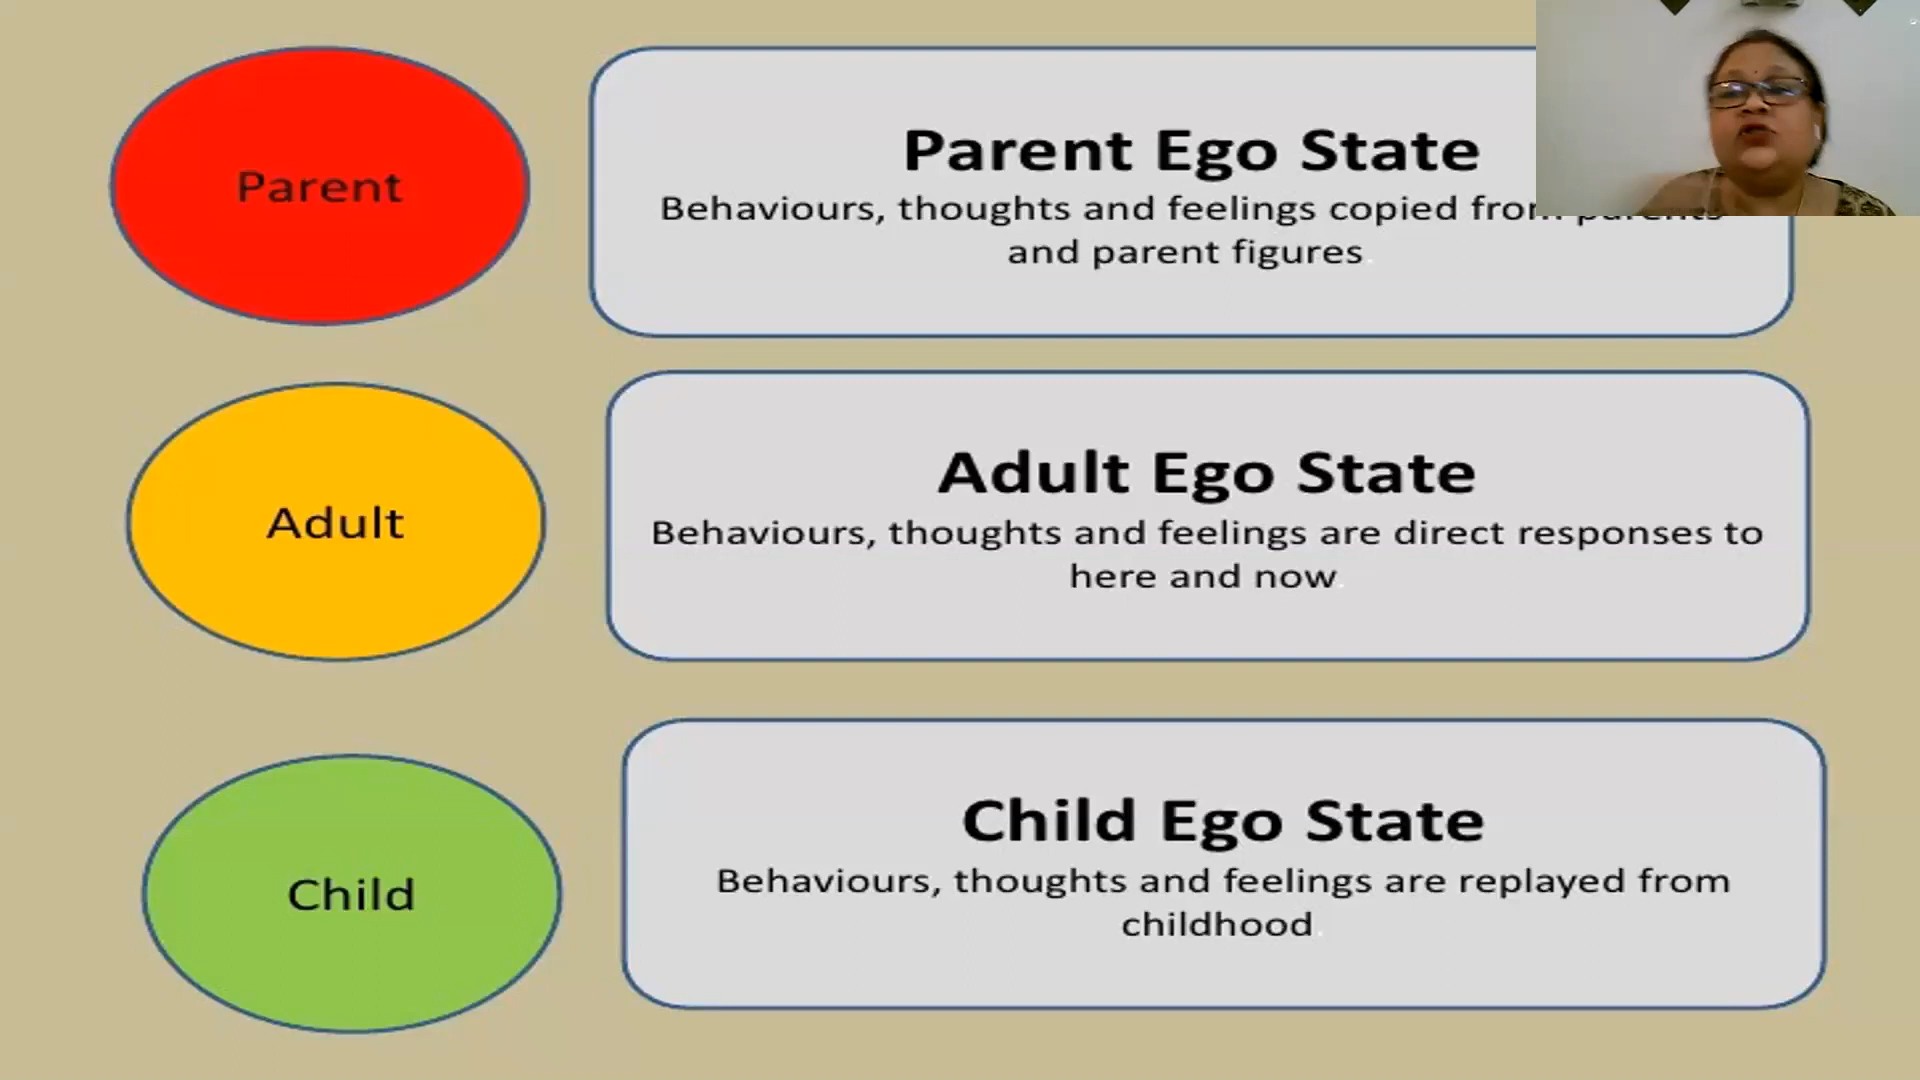 Parent
Parent Ego State
Behaviours, thoughts and feelings copied from parents
and parent figures.
Adult
Adult Ego State
Behaviours, thoughts and feelings are direct responses to
here and now.
Child
Child Ego State
Behaviours, thoughts and feelings are replayed from
childhood.